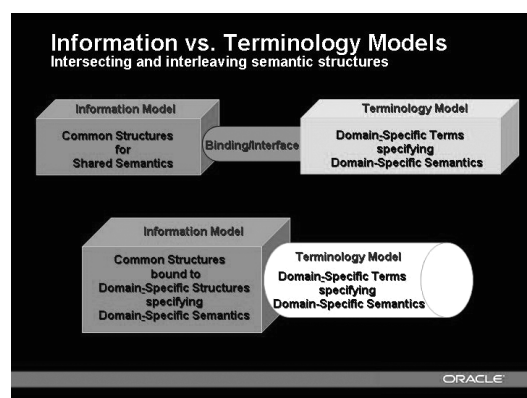 Information vs. Terminology Models
Intersecting and interleaving semantic structures
Information Model
Common Structures
for
Shared Semantics
Binding/Interface
Terminology Model
Domain-Specific Terms
specifying
Domain-Specific Semantics
Information Model
Common Structures
bound to
Domain-Specific Structures
specifying
Domain-Specific Semantics
Terminology Model
Domain-Specific Terms
specifying
Domain-Specific Semantics
ORACLE